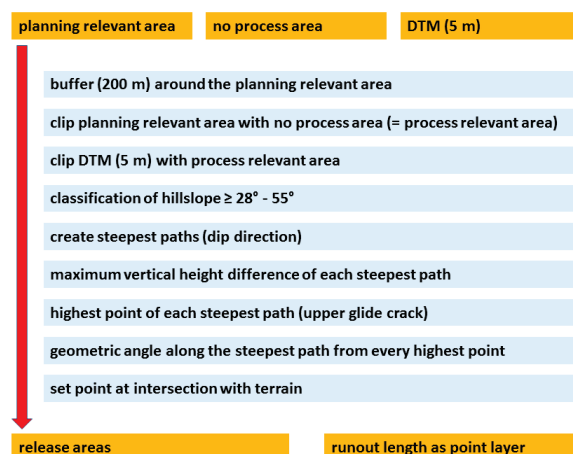 planning relevant area
no process area
DTM (5 m)
buffer (200 m) around the planning relevant area
clip planning relevant area with no process area (= process relevant area)
clip DTM (5 m) with process relevant area
classification of hillslope ≥ 28° - 55°
create steepest paths (dip direction)
maximum vertical height difference of each steepest path
highest point of each steepest path (upper glide crack)
geometric angle along the steepest path from every highest point
set point at intersection with terrain
release areas
runout length as point layer